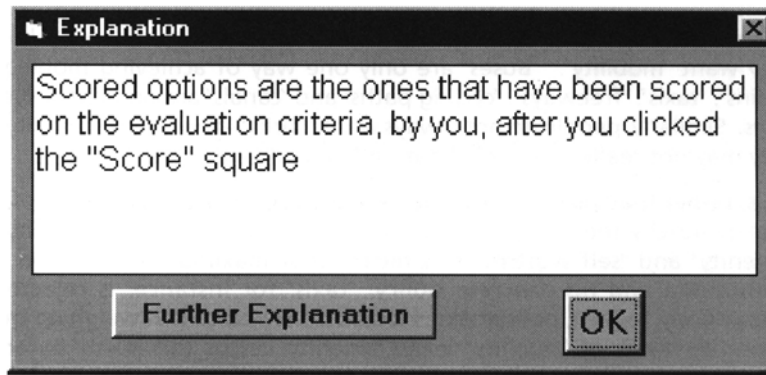 Explanation
Scored options are the ones that have been scored
on the evaluation criteria, by you, after you clicked
the "Score" square
Further Explanation
OK